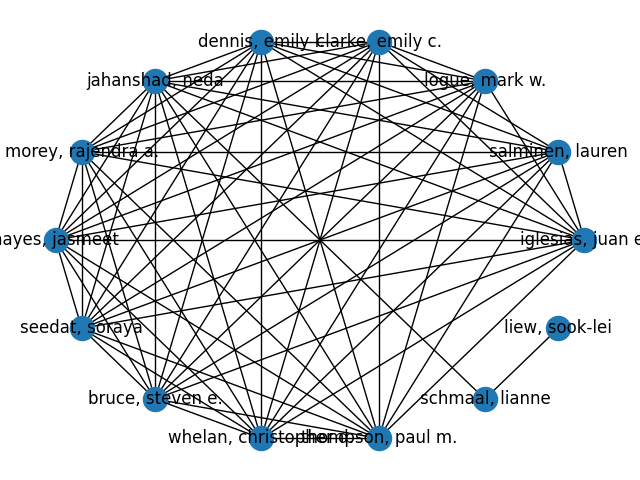 dennis, emily l.
clarke, emily c.
jahanshad, neda
logue, mark w.
morey, rajendra a.
salminen, lauren
hayes, jasmeet
iglesias, juan e
seedat, soraya
liew, sook-lei
bruce, steven e.
schmaal, lianne
whelan, christopher d.
thompson, paul m.